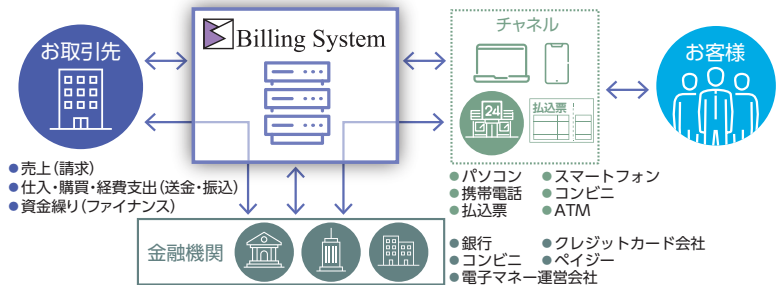 お取引先
Billing System
チャネル
24
払込票
お客様
●売上(請求)
●仕入・購買・経費支出(送金・振込)
●資金繰り(ファイナンス)
●パソコン ●スマートフォン
●携帯電話 ●コンビニ
●払込票 ●ATM
金融機関
●銀行 ●クレジットカード会社
●コンビニ ●ペイジー
●電子マネー運営会社